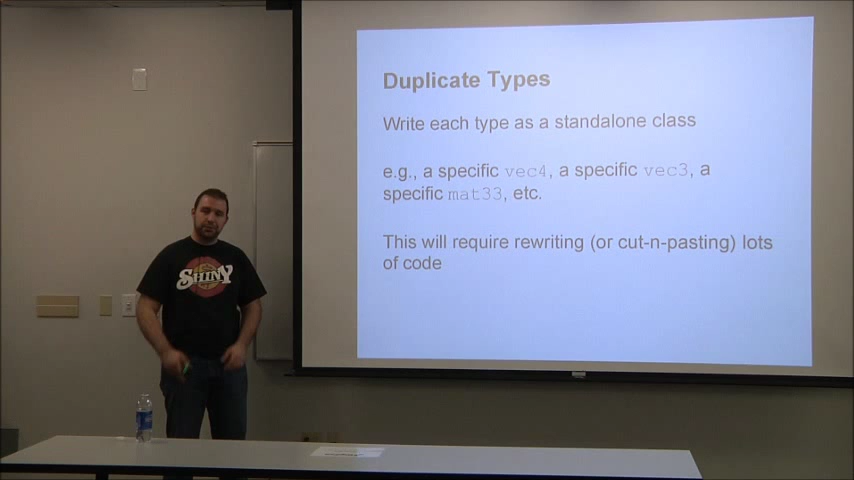 Duplicate Types
Write each type as a standalone class
e.g., a specific vec4, a specific vec3, a
specific mat33, etc.
This will require rewriting (or cut-n-pasting) lots
of code
SHINY